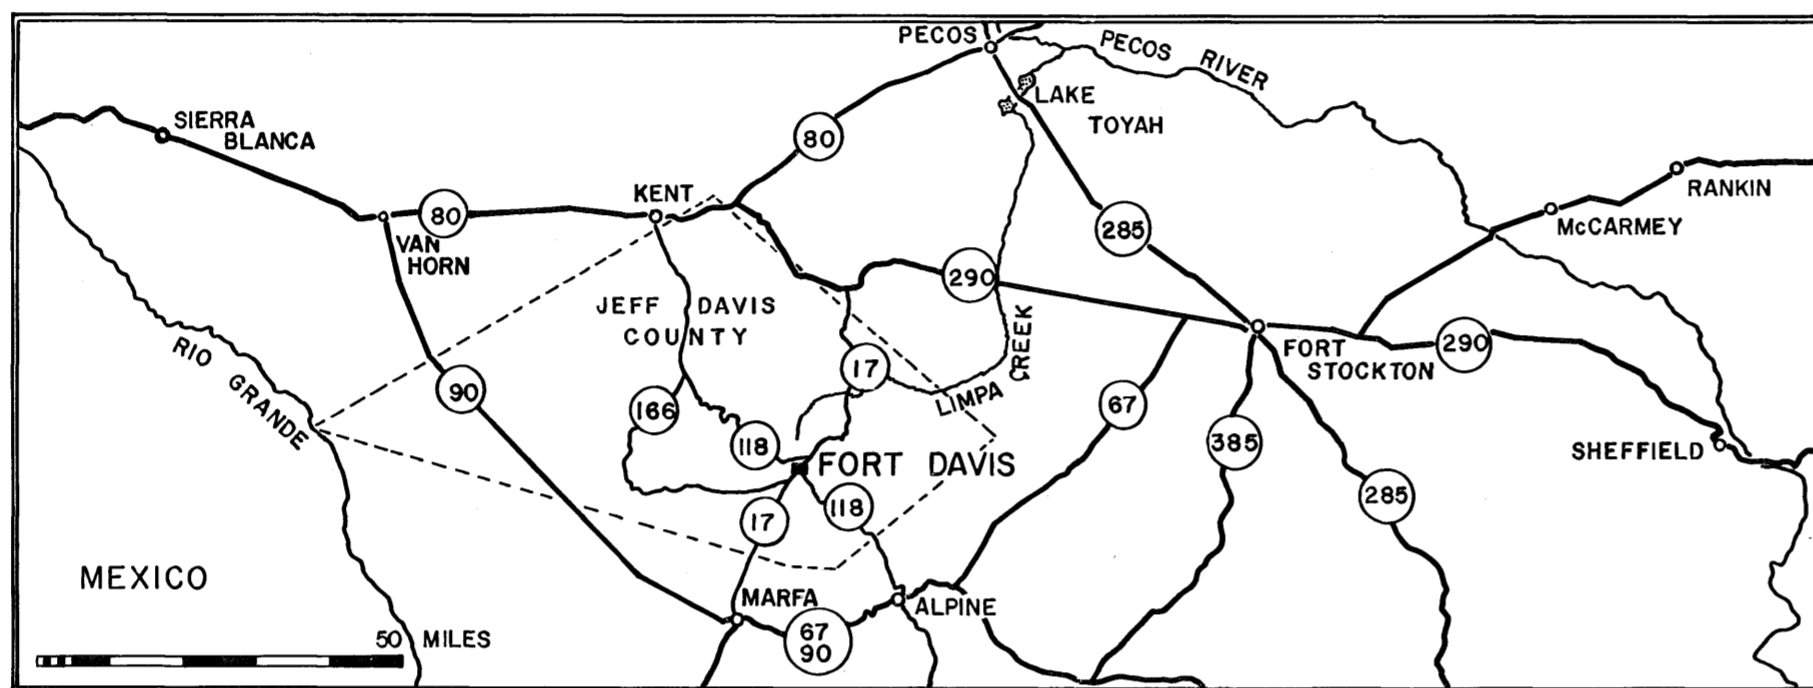 PECOS
PECOS RIVER
LAKE
TOYAH
SIERRA
BLANCA
80
RANKIN
KENT
80
VAN
HORN
McCARMEY
285
290
JEFF DAVIS
COUNTY
RIO GRANDE
CREEK
LIMPA
FORT
STOCKTON
290
17
90
166
67
118
385
SHEFFIELD
FORT DAVIS
285
17
118
MEXICO
MARFA
ALPINE
67
90
50 MILES